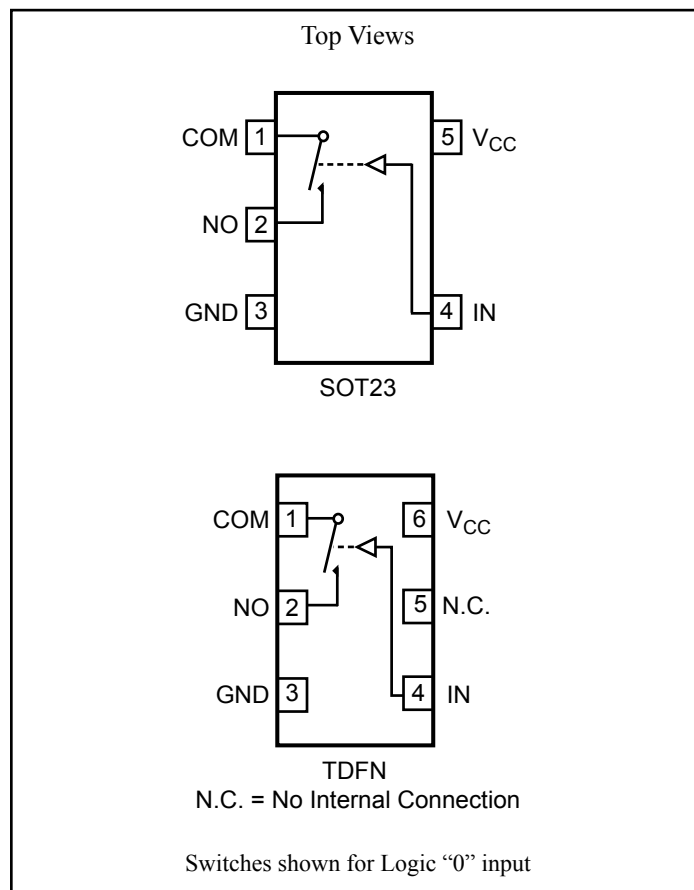 Top Views
COM 1 5 VCC
NO 2
GND 3 4 IN
SOT23
COM 1 6 VCC
NO 2 5 N.C.
GND 3 4 IN
TDFN
N.C. = No Internal Connection
Switches shown for Logic “0” input